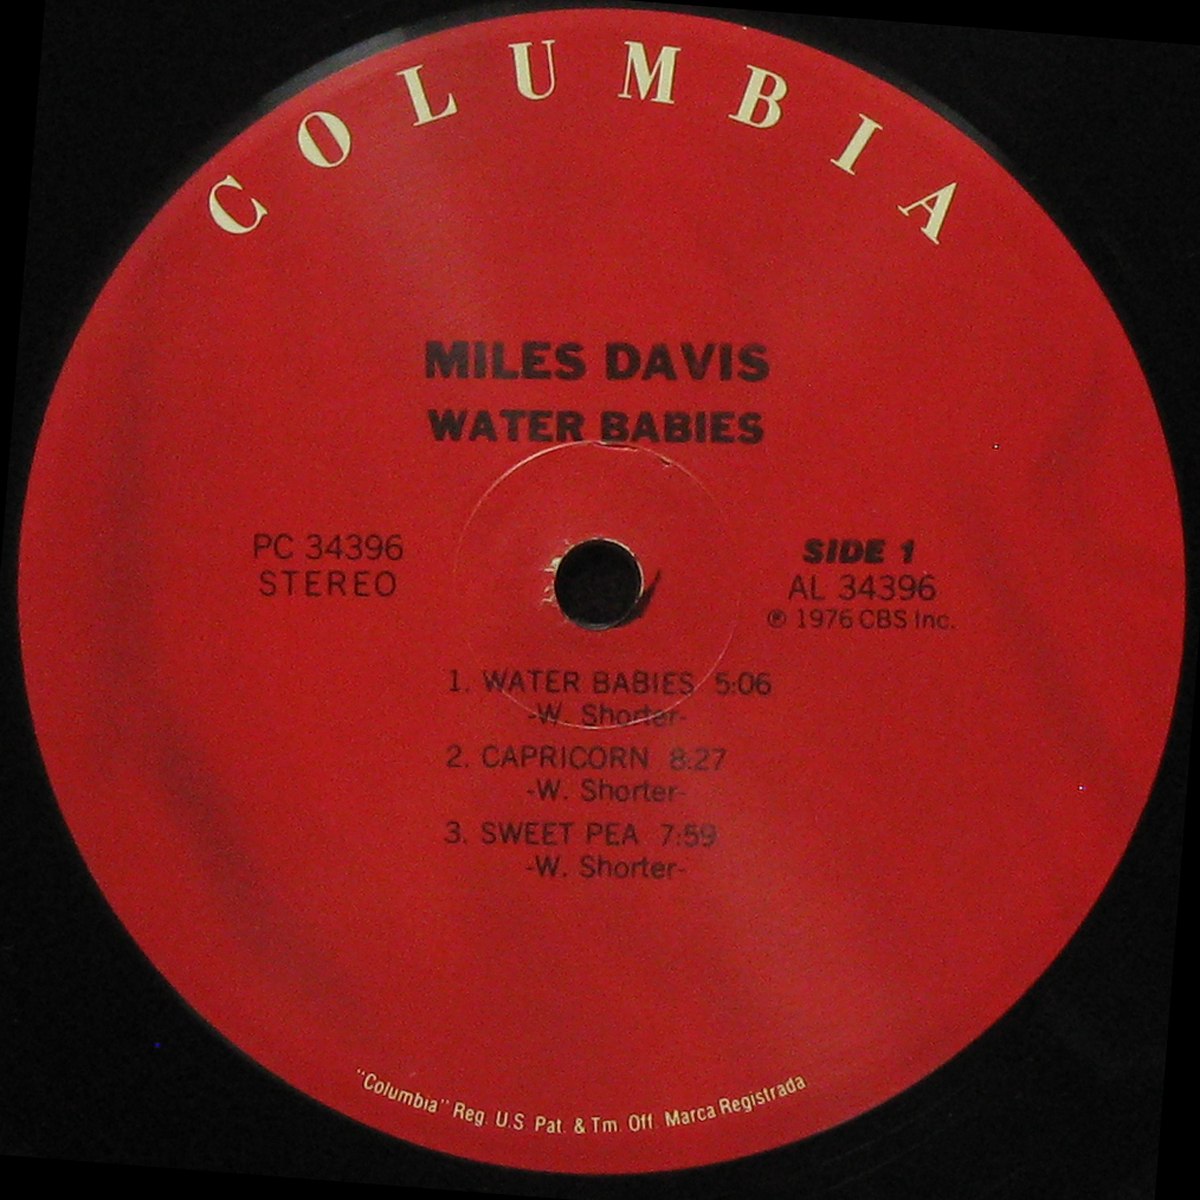 COLUMBIA
MILES DAVIS
WATER BABIES
PC 34396
STEREO
SIDE 1
AL 34396
℗ 1976 CBS Inc.
1. WATER BABIES 5:06
-W. Shorter-
2. CAPRICORN 8:27
-W. Shorter-
3. SWEET PEA 7:59
-W. Shorter-
"Columbia" Reg. U.S. Pat. & Tm. Off. Marca Registrada